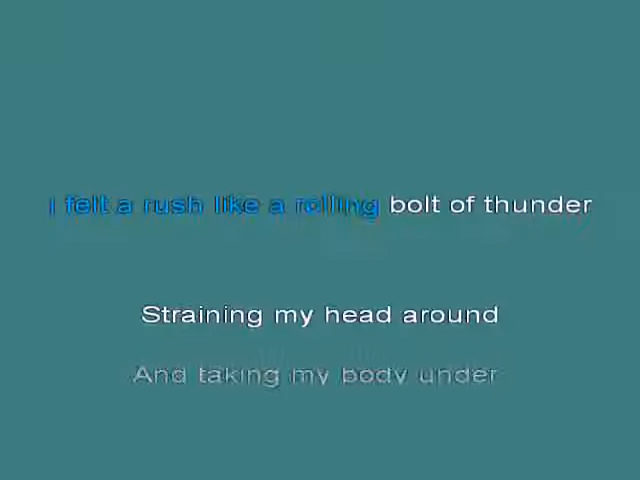 I felt a rush like a rolling bolt of thunder
Straining my head around
And taking my body under